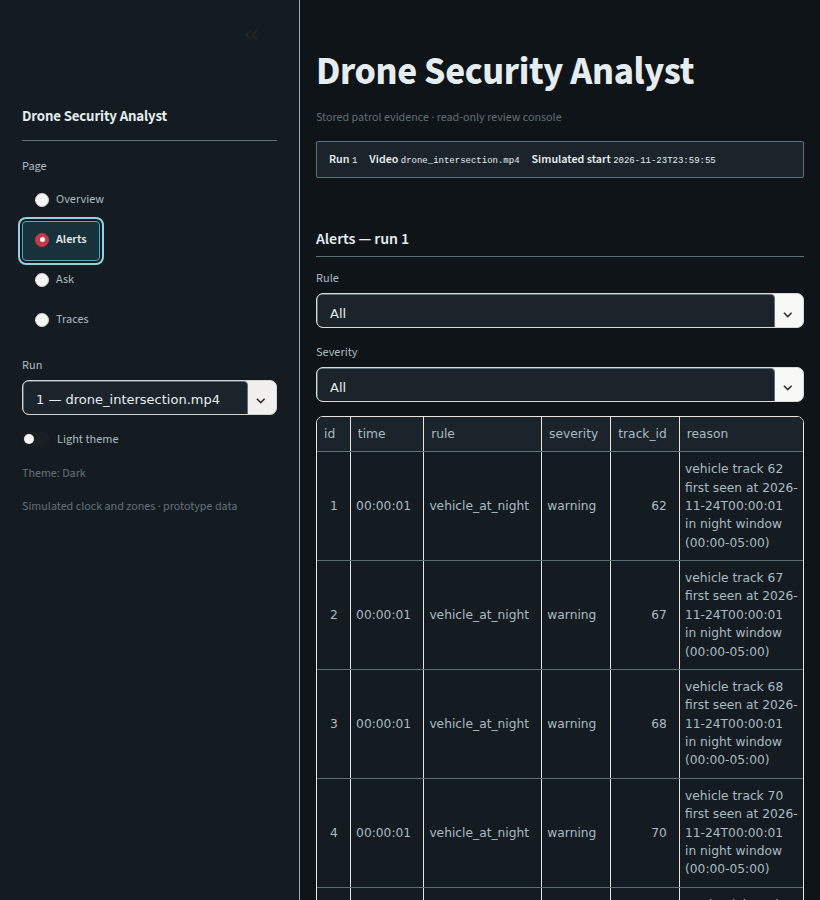 Drone Security Analyst
Page
Overview
Alerts
Ask
Traces
Run
1 — drone_intersection.mp4
Light theme
Theme: Dark
Simulated clock and zones · prototype data
Drone Security Analyst
Stored patrol evidence · read-only review console
Run 1 Video drone_intersection.mp4 Simulated start 2026-11-23T23:59:55
Alerts — run 1
Rule
All
Severity
All
id time rule severity track_id reason
1 00:00:01 vehicle_at_night warning 62 vehicle track 62
first seen at 2026-
11-24T00:00:01
in night window
(00:00-05:00)
2 00:00:01 vehicle_at_night warning 67 vehicle track 67
first seen at 2026-
11-24T00:00:01
in night window
(00:00-05:00)
3 00:00:01 vehicle_at_night warning 68 vehicle track 68
first seen at 2026-
11-24T00:00:01
in night window
(00:00-05:00)
4 00:00:01 vehicle_at_night warning 70 vehicle track 70
first seen at 2026-
11-24T00:00:01
in night window
(00:00-05:00)